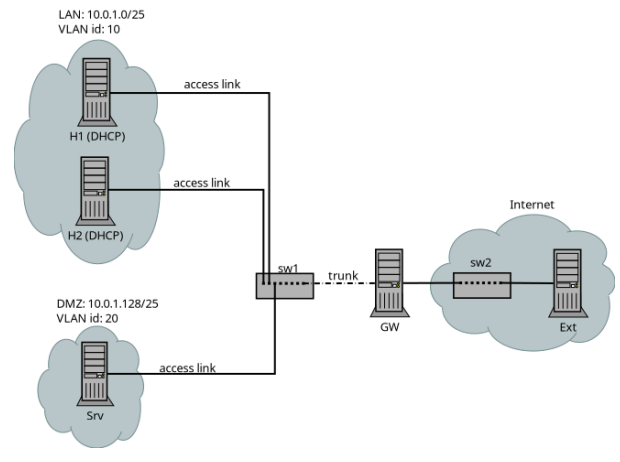 LAN: 10.0.1.0/25
VLAN id: 10
access link
H1 (DHCP)
access link
H2 (DHCP)
Internet
sw1
trunk
sw2
GW
Ext
DMZ: 10.0.1.128/25
VLAN id: 20
access link
Srv